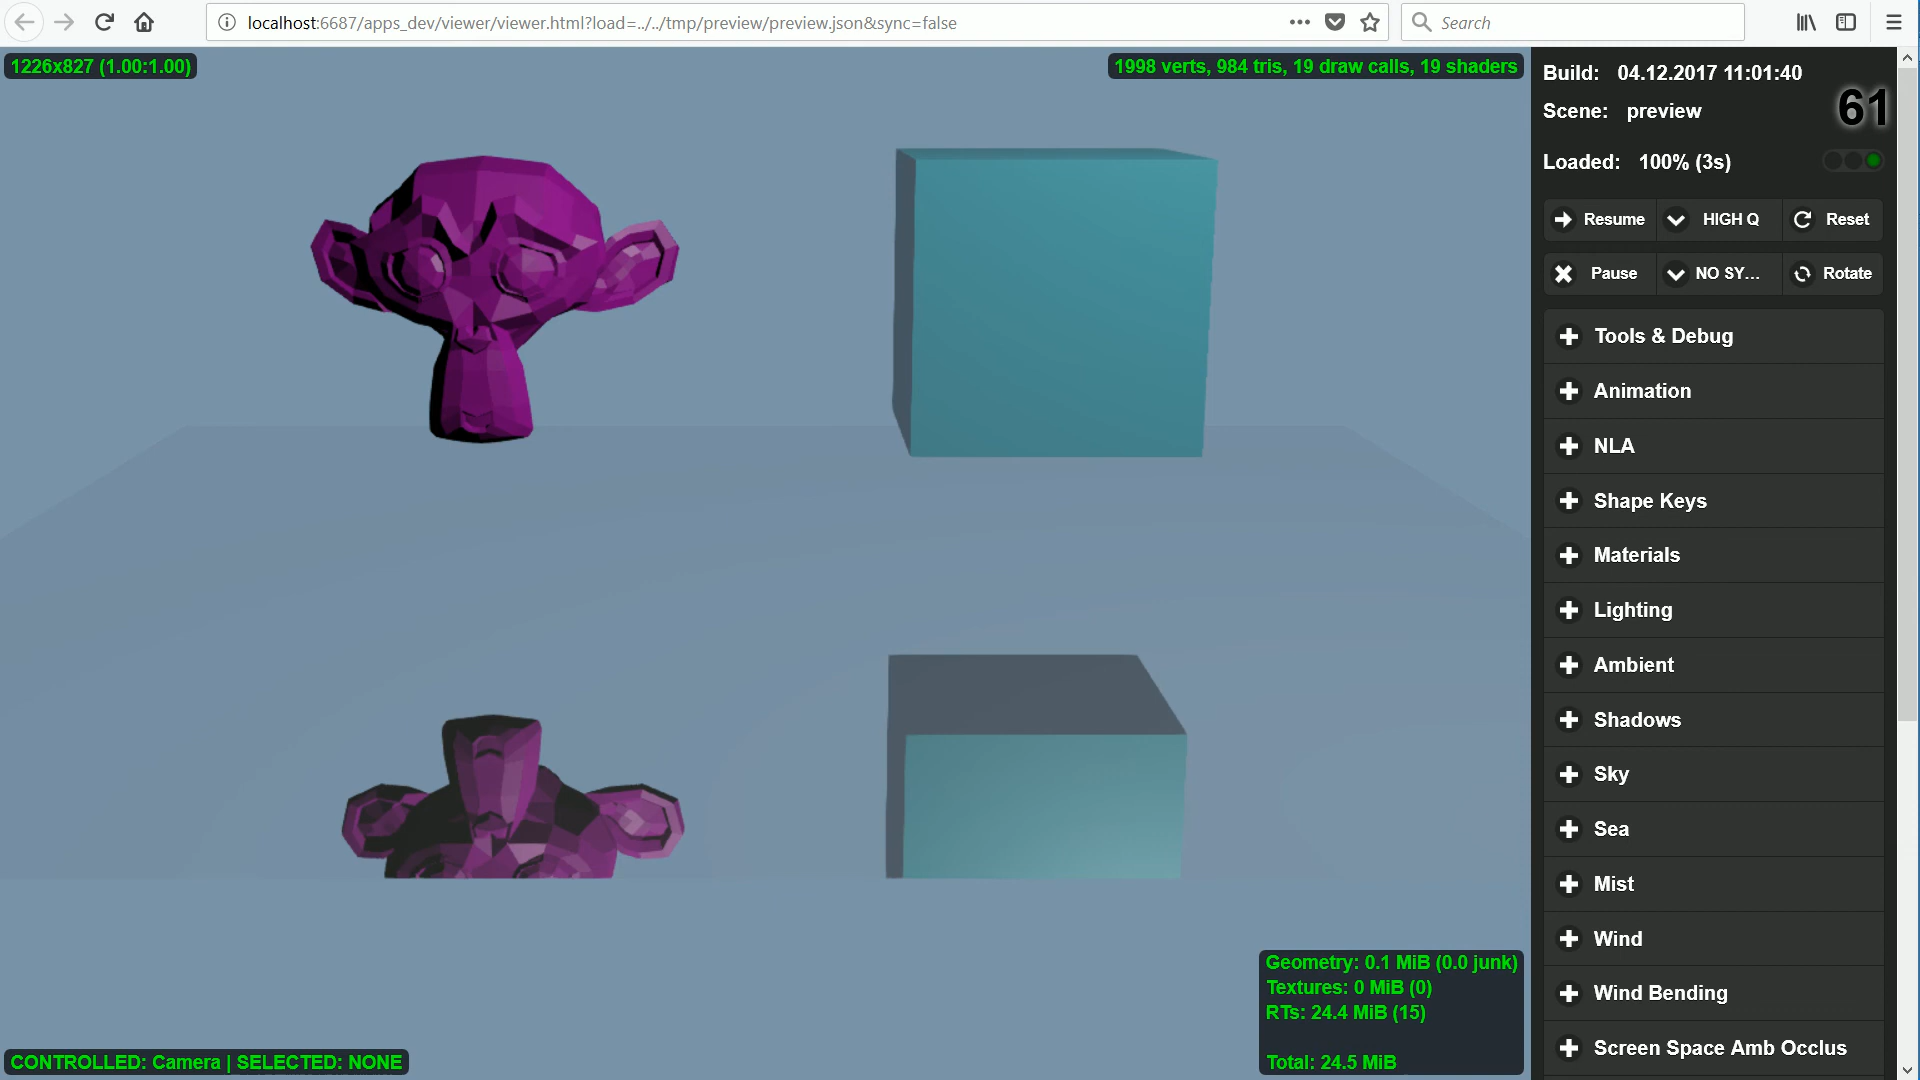 localhost:6687/apps_dev/viewer/viewer.html?load=../../tmp/preview/preview.json&sync=false
Search
1226x827 (1.00:1.00)
1998 verts, 984 tris, 19 draw calls, 19 shaders
Build: 04.12.2017 11:01:40
Scene: preview
61
Loaded: 100% (3s)
Resume
HIGH Q
Reset
Pause
NO SY...
Rotate
Tools & Debug
Animation
NLA
Shape Keys
Materials
Lighting
Ambient
Shadows
Sky
Sea
Mist
Wind
Wind Bending
Screen Space Amb Occlus
Geometry: 0.1 MiB (0.0 junk)
Textures: 0 MiB (0)
RTs: 24.4 MiB (15)
Total: 24.5 MiB
CONTROLLED: Camera | SELECTED: NONE